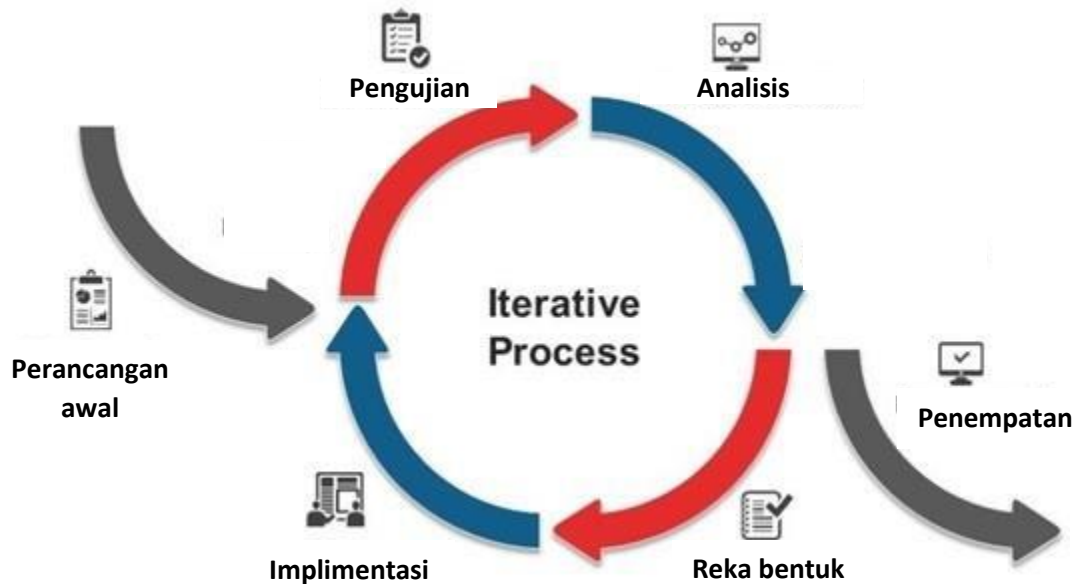 Pengujian
Analisis
Iterative
Process
Perancangan
awal
Penempatan
Implimentasi
Reka bentuk